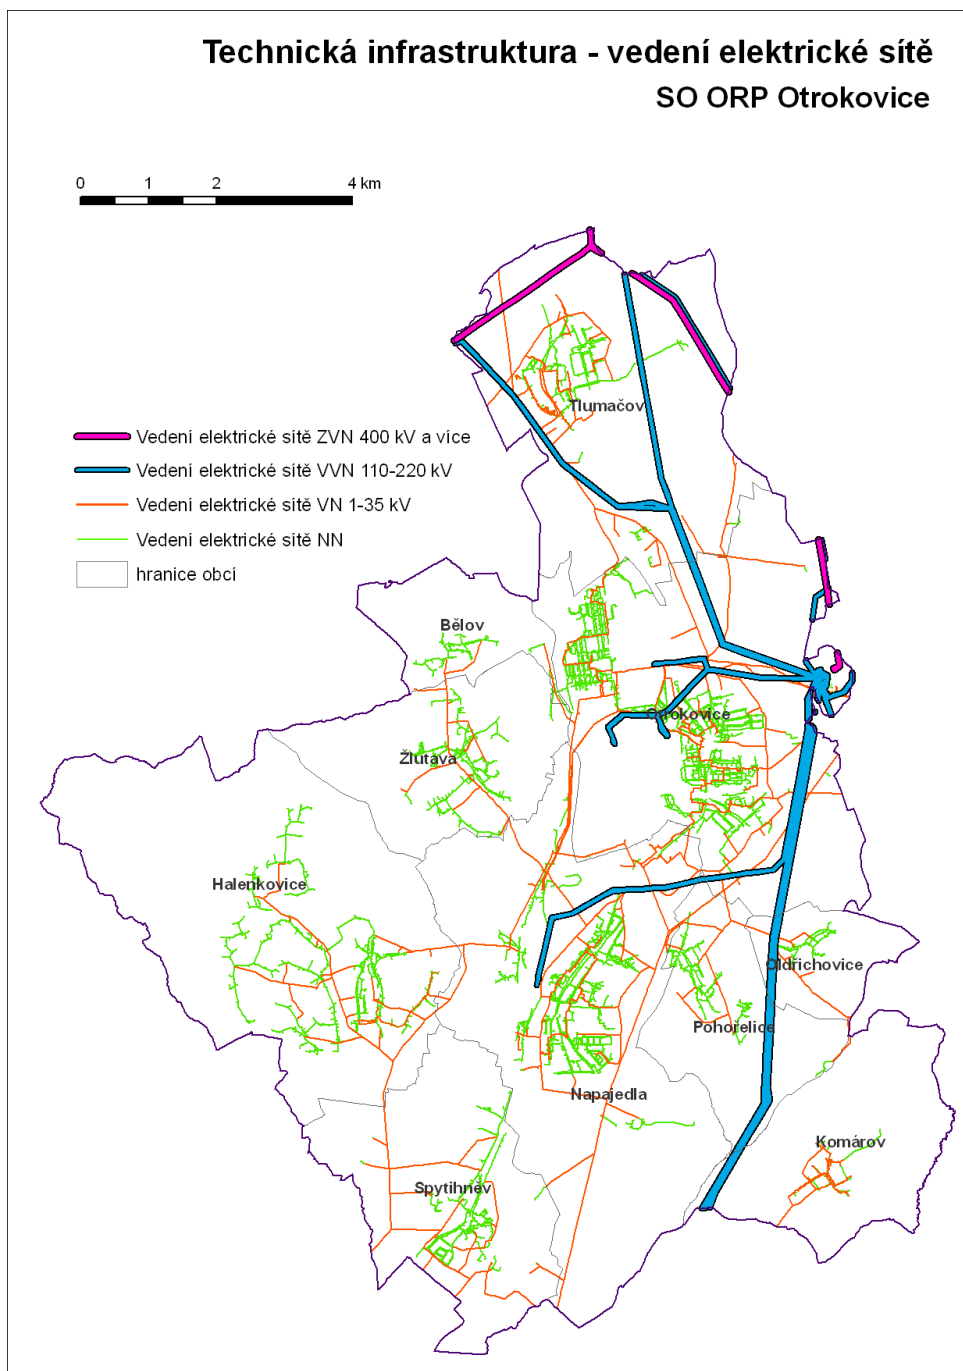 Technická infrastruktura - vedení elektrické sítě
SO ORP Otrokovice
0 1 2 4 km
Tlumačov
Vedení elektrické sítě ZVN 400 kV a více
Vedení elektrické sítě VVN 110-220 kV
Vedení elektrické sítě VN 1-35 kV
Vedení elektrické sítě NN
hranice obcí
Bělov
Otrokovice
Žlutava
Halenkovice
Oldřichovice
Pohořelice
Napajedla
Komárov
Spytihněv